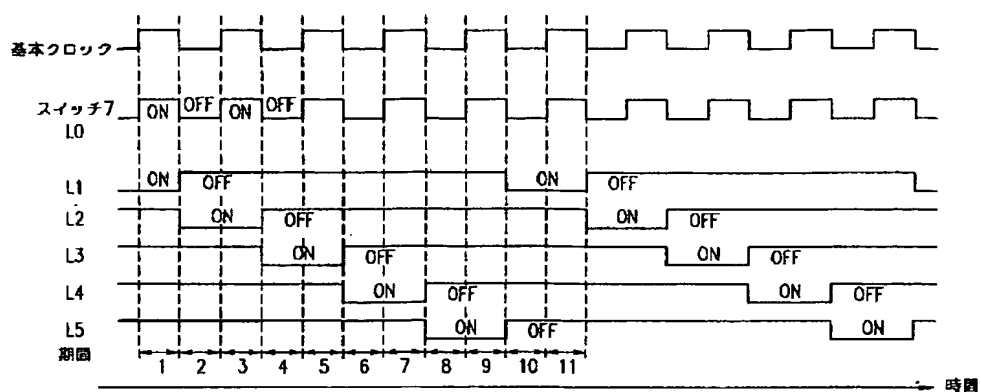 基本クロック
スイッチ7 ON OFF ON OFF
L0
L1 ON OFF ON OFF
L2 ON OFF ON OFF
L3 ON OFF ON OFF
L4 ON OFF ON OFF
L5 ON OFF ON
期間 1 2 3 4 5 6 7 8 9 10 11
時間